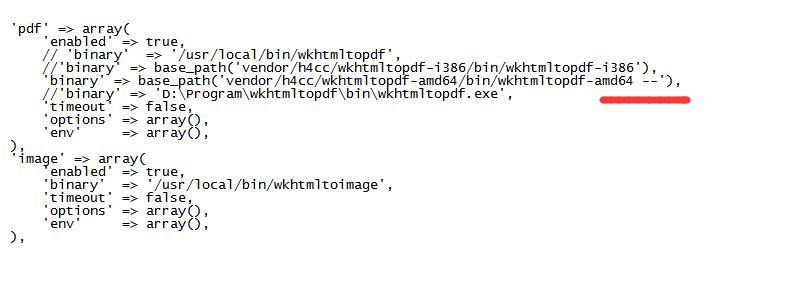 'pdf' => array(
    'enabled' => true,
    // 'binary'  => '/usr/local/bin/wkhtmltopdf',
    //'binary' => base_path('vendor/h4cc/wkhtmltopdf-i386/bin/wkhtmltopdf-i386'),
    'binary' => base_path('vendor/h4cc/wkhtmltopdf-amd64/bin/wkhtmltopdf-amd64 --'),
    //'binary' => 'D:\Program\wkhtmltopdf\bin\wkhtmltopdf.exe',
    'timeout' => false,
    'options' => array(),
    'env'     => array(),
),
'image' => array(
    'enabled' => true,
    'binary'  => '/usr/local/bin/wkhtmltoimage',
    'timeout' => false,
    'options' => array(),
    'env'     => array(),
),